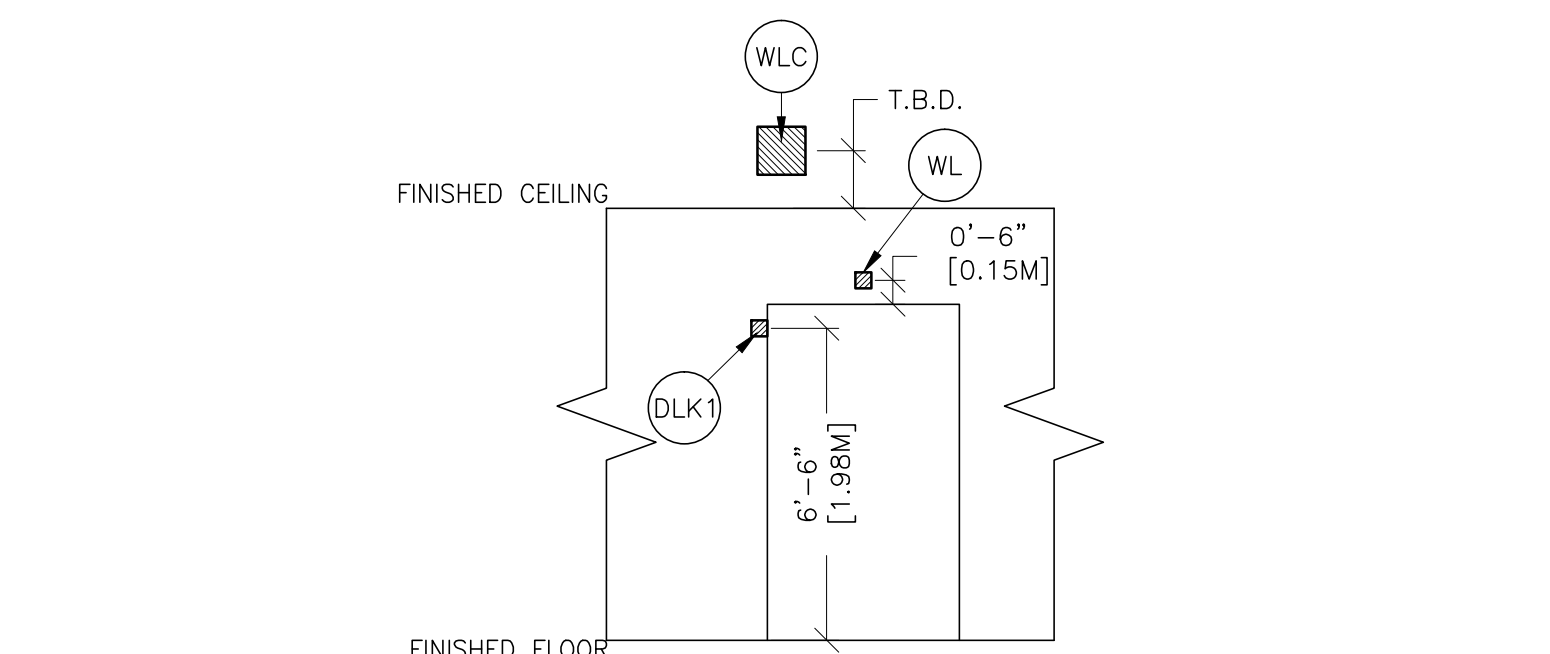 WLC
T.B.D.
WL
FINISHED CEILING
0'-6"
[0.15M]
DLK1
6'-6"
[1.98M]
FINISHED FLOOR